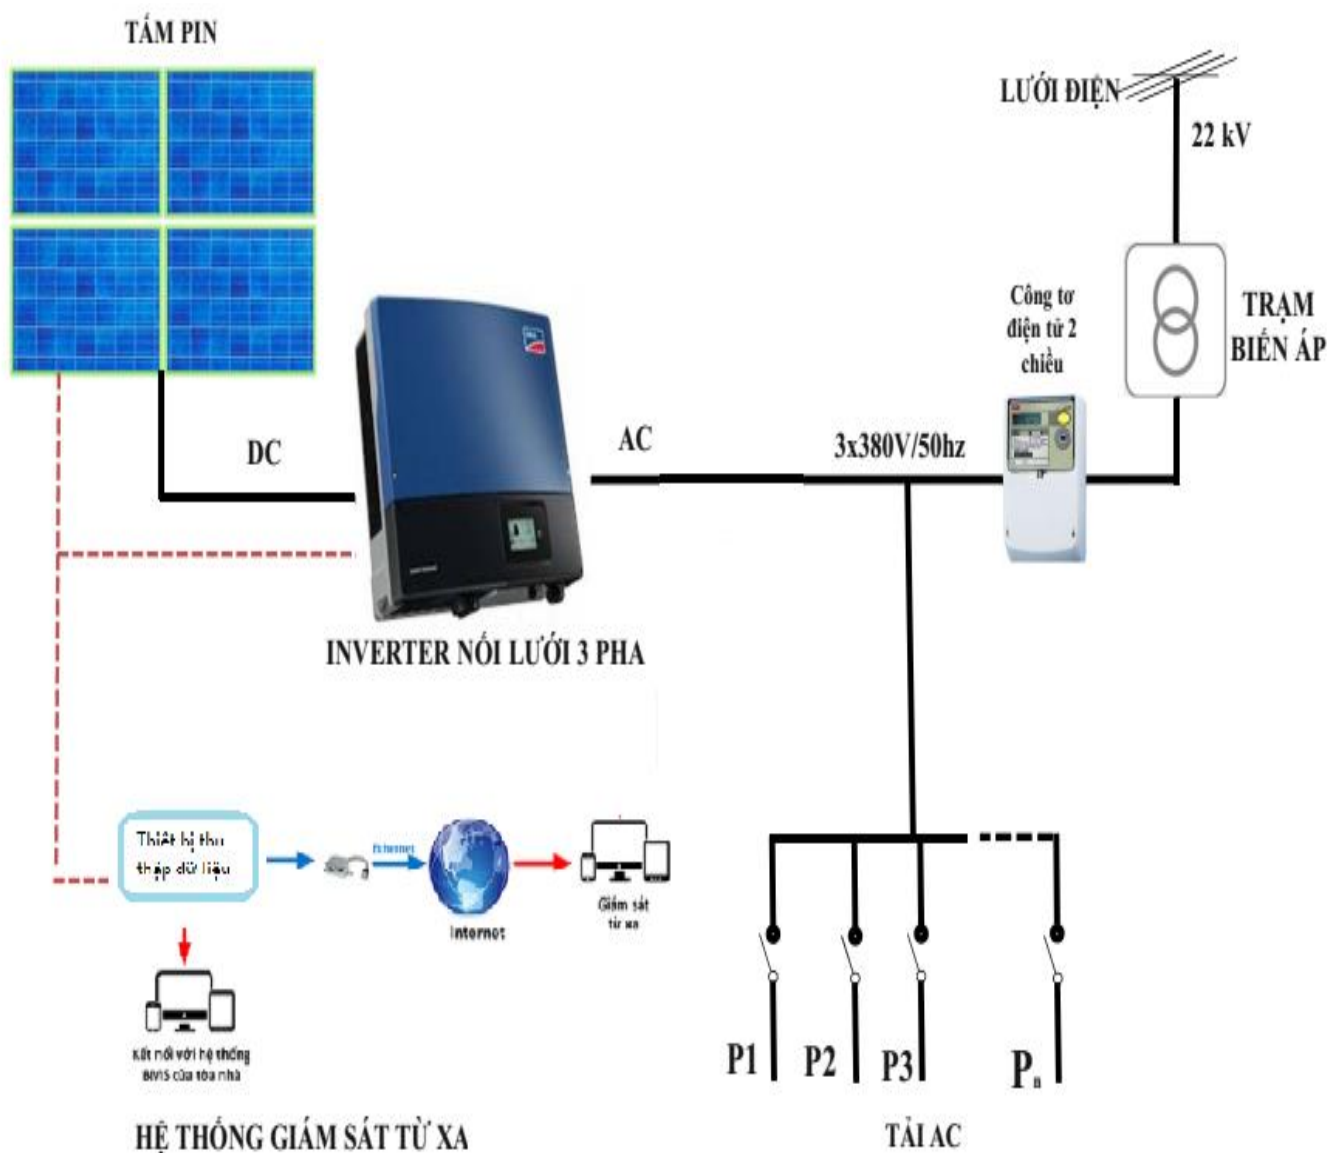 TẤM PIN
LƯỚI ĐIỆN
22 kV
Công tơ
điện tử 2
chiều
TRẠM
BIẾN ÁP
DC
AC
3x380V/50hz
INVERTER NỐI LƯỚI 3 PHA
Thiết bị thu
thập dữ liệu
Ethernet
Internet
Giám sát
từ xa
Kết nối với hệ thống
BMS của tòa nhà
P1
P2
P3
Pn
HỆ THỐNG GIÁM SÁT TỪ XA
TẢI AC